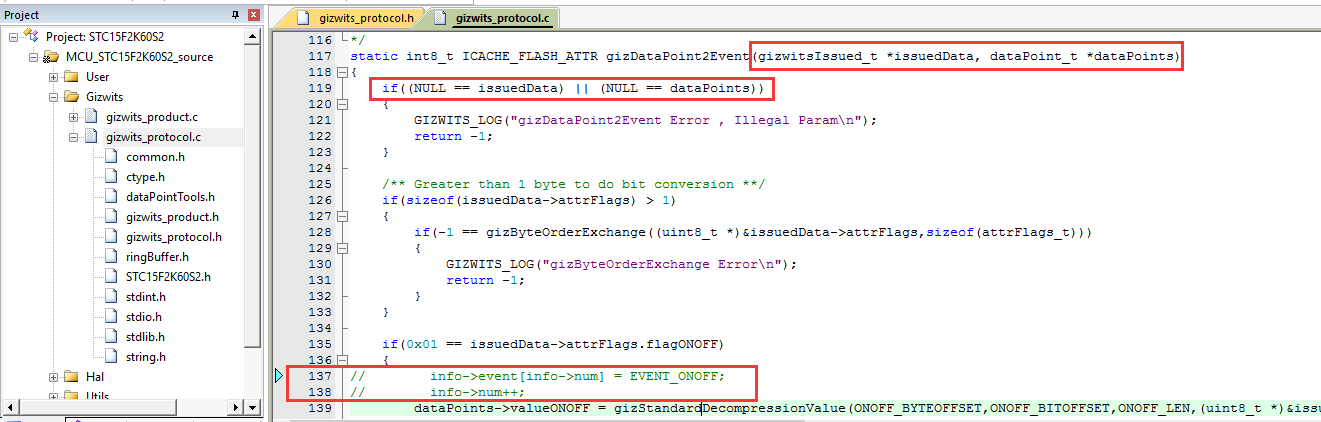 Project
Project: STC15F2K60S2
MCU_STC15F2K60S2_source
User
Gizwits
gizwits_product.c
gizwits_protocol.c
common.h
ctype.h
dataPointTools.h
gizwits_product.h
gizwits_protocol.h
ringBuffer.h
STC15F2K60S2.h
stdint.h
stdio.h
stdlib.h
string.h
Hal
Utils
gizwits_protocol.h
gizwits_protocol.c
116 */
117 static int8_t ICACHE_FLASH_ATTR gizDataPoint2Event(gizwitsIssued_t *issuedData, dataPoint_t *dataPoints)
118 {
119 if((NULL == issuedData) || (NULL == dataPoints))
120 {
121 GIZWITS_LOG("gizDataPoint2Event Error , Illegal Param\n");
122 return -1;
123 }
124
125 /** Greater than 1 byte to do bit conversion **/
126 if(sizeof(issuedData->attrFlags) > 1)
127 {
128 if(-1 == gizByteOrderExchange((uint8_t *)&issuedData->attrFlags,sizeof(attrFlags_t)))
129 {
130 GIZWITS_LOG("gizByteOrderExchange Error\n");
131 return -1;
132 }
133 }
134
135 if(0x01 == issuedData->attrFlags.flagONOFF)
136 {
137 // info->event[info->num] = EVENT_ONOFF;
138 // info->num++;
139 dataPoints->valueONOFF = gizStandardDecompressionValue(ONOFF_BYTEOFFSET,ONOFF_BITOFFSET,ONOFF_LEN,(uint8_t *)&issu